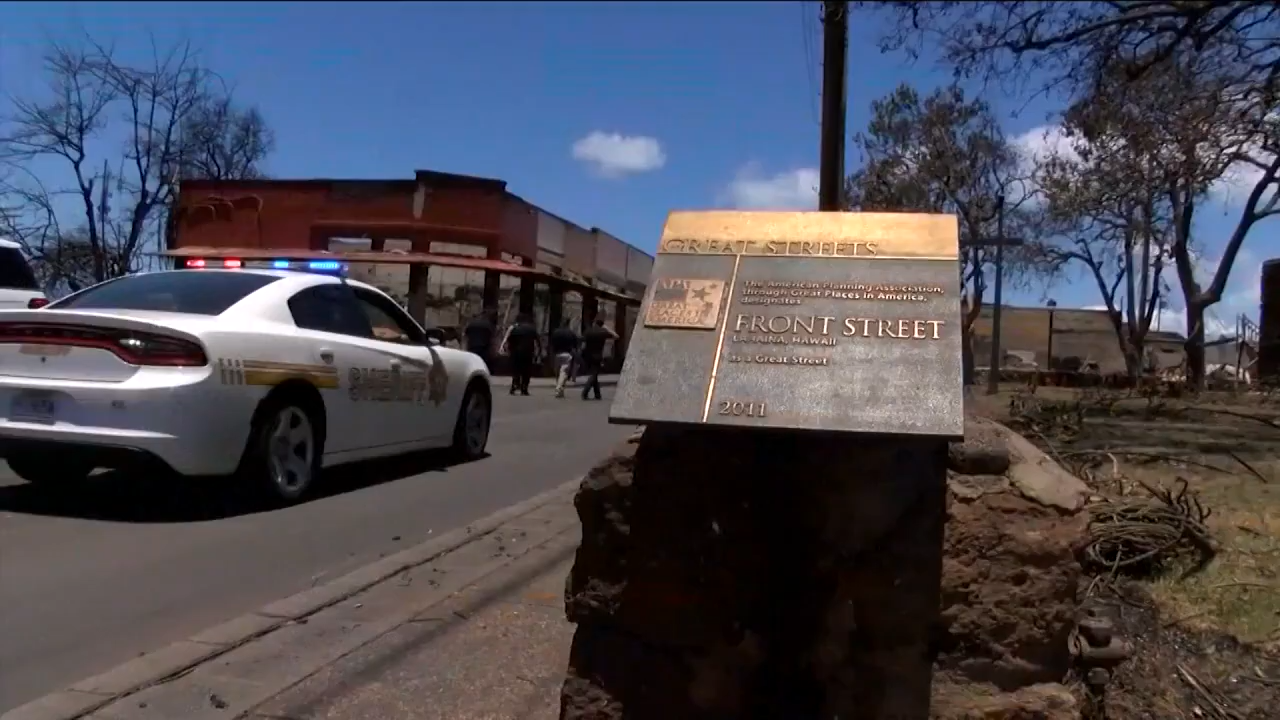 GREAT STREETS
The American Planning Association,
through Great Places in America,
designates
FRONT STREET
LAHAINA, HAWAII
as a Great Street
2011
SHERIFF